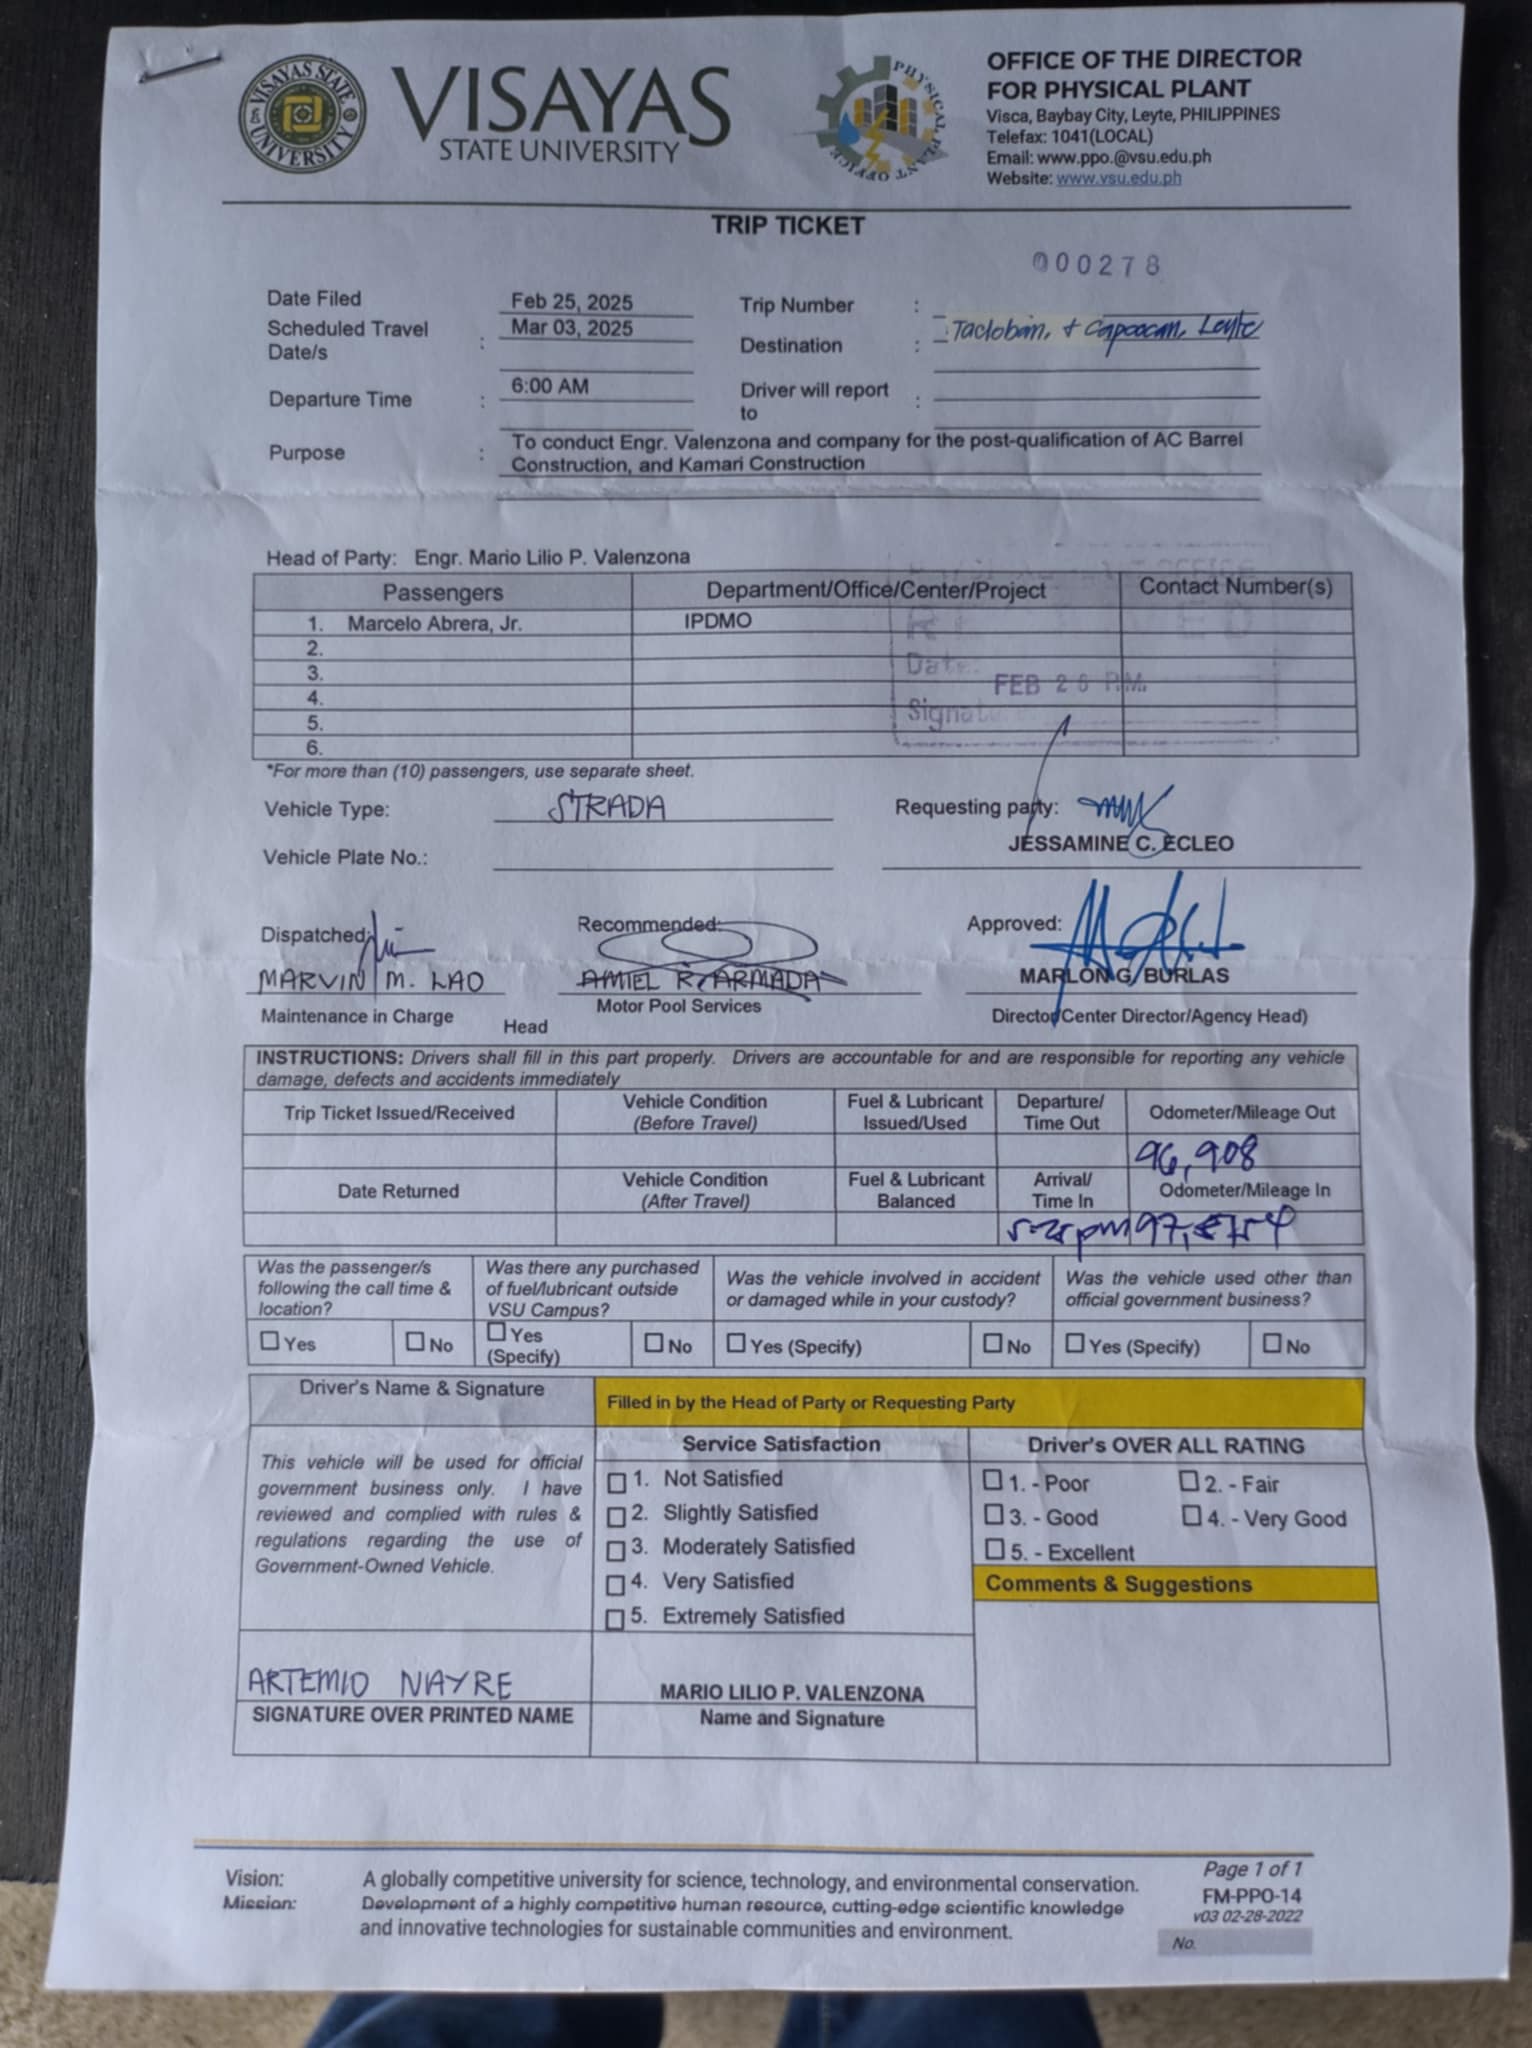 VISAYAS STATE UNIVERSITY
VISAYAS
STATE UNIVERSITY
PHYSICAL PLANT OFFICE
OFFICE OF THE DIRECTOR
FOR PHYSICAL PLANT
Visca, Baybay City, Leyte, PHILIPPINES
Telefax: 1041(LOCAL)
Email: www.ppo.@vsu.edu.ph
Website: www.vsu.edu.ph
TRIP TICKET
000278
Date Filed Feb 25, 2025 Trip Number :
Scheduled Travel Date/s : Mar 03, 2025 Destination : Tacloban, & Capoocan, Leyte
Departure Time : 6:00 AM Driver will report to :
Purpose : To conduct Engr. Valenzona and company for the post-qualification of AC Barrel
Construction, and Kamari Construction
Head of Party: Engr. Mario Lilio P. Valenzona
Passengers Department/Office/Center/Project Contact Number(s)
1. Marcelo Abrera, Jr. IPDMO
2.
3.
4.
5.
6.
Date:
FEB 26 P.M.
*For more than (10) passengers, use separate sheet.
Vehicle Type: STRADA Requesting party:
JESSAMINE C. ECLEO
Vehicle Plate No.:
Dispatched: Recommended: Approved:
MARVIN M. LAO AMIEL R. ARMADA MARLON G. BURLAS
Maintenance in Charge Head Motor Pool Services Director/Center Director/Agency Head)
INSTRUCTIONS: Drivers shall fill in this part properly. Drivers are accountable for and are responsible for reporting any vehicle
damage, defects and accidents immediately
Trip Ticket Issued/Received Vehicle Condition (Before Travel) Fuel & Lubricant Issued/Used Departure/ Time Out Odometer/Mileage Out
96,908
Date Returned Vehicle Condition (After Travel) Fuel & Lubricant Balanced Arrival/ Time In Odometer/Mileage In
Was the passenger/s following the call time & location? Was there any purchased of fuel/lubricant outside VSU Campus? Was the vehicle involved in accident or damaged while in your custody? Was the vehicle used other than official government business?
Yes No Yes (Specify) No Yes (Specify) No Yes (Specify) No
Driver's Name & Signature Filled in by the Head of Party or Requesting Party
Service Satisfaction Driver's OVER ALL RATING
This vehicle will be used for official
government business only. I have
reviewed and complied with rules &
regulations regarding the use of
Government-Owned Vehicle.
1. Not Satisfied
2. Slightly Satisfied
3. Moderately Satisfied
4. Very Satisfied
5. Extremely Satisfied
1. - Poor 2. - Fair
3. - Good 4. - Very Good
5. - Excellent
Comments & Suggestions
ARTEMIO NAYRE MARIO LILIO P. VALENZONA
SIGNATURE OVER PRINTED NAME Name and Signature
Vision: A globally competitive university for science, technology, and environmental conservation.
Mission: Development of a highly competitive human resource, cutting-edge scientific knowledge
and innovative technologies for sustainable communities and environment.
Page 1 of 1
FM-PPO-14
v03 02-28-2022
No.